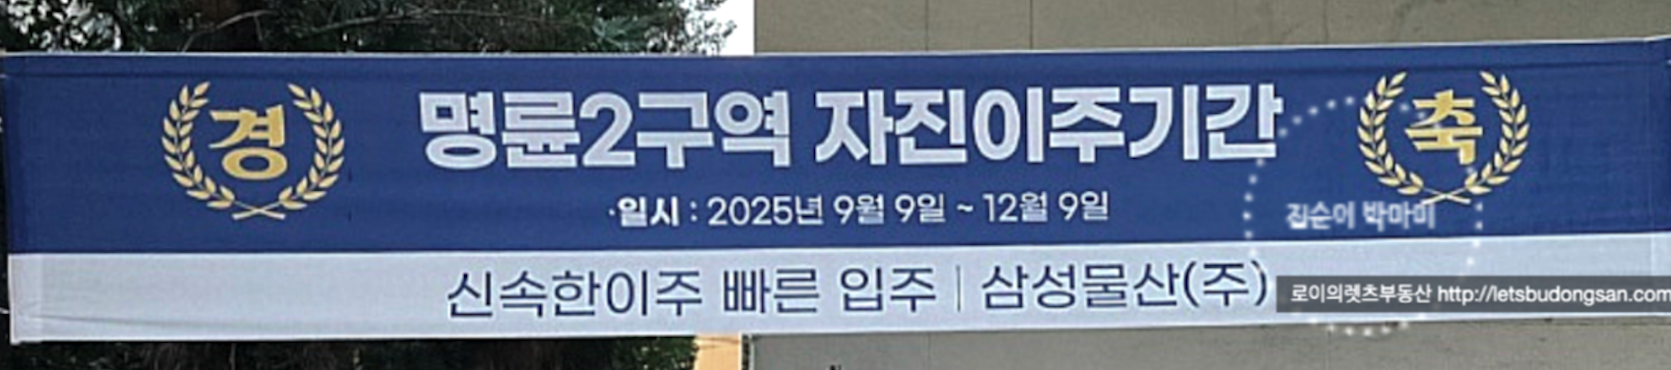 경 명륜2구역 자진이주기간 축
·일시 : 2025년 9월 9일 ~ 12월 9일
집순이 박마미
신속한이주 빠른 입주 | 삼성물산(주)
로이의렛츠부동산 http://letsbudongsan.com